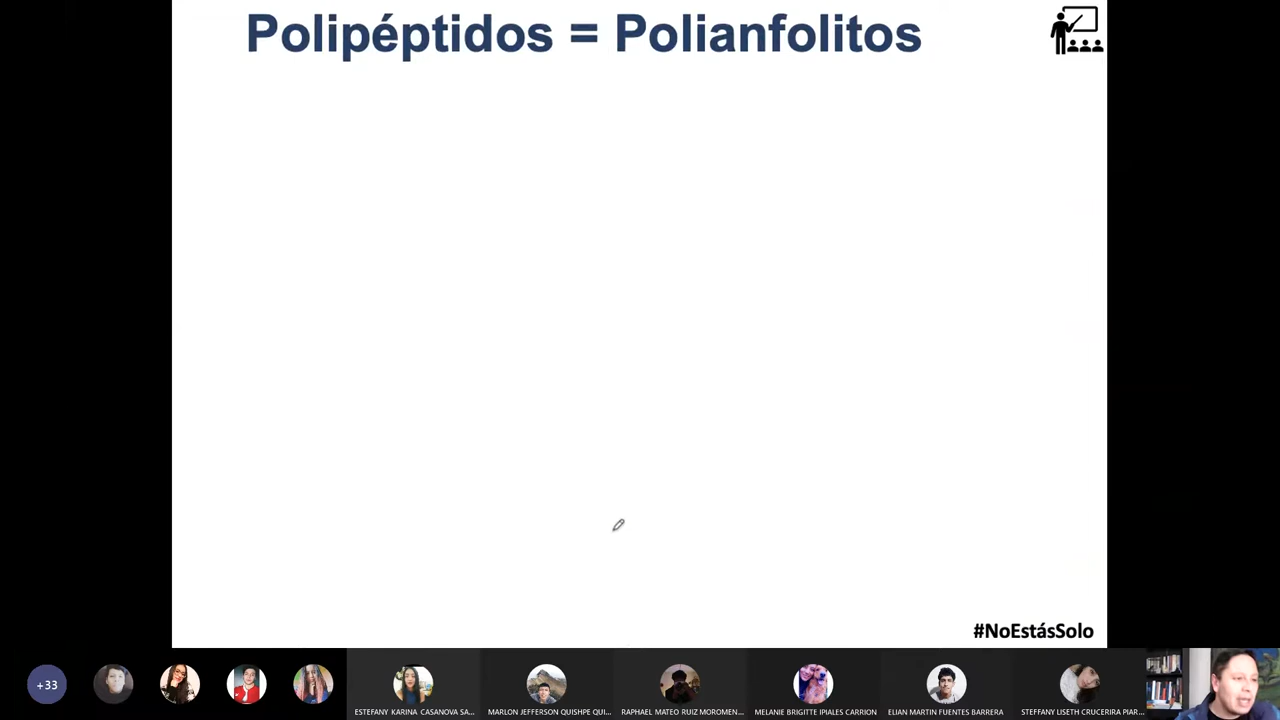 Polipéptidos = Polianfolitos
#NoEstásSolo
+33
ESTEFANY KARINA CASANOVA SA...
MARLON JEFFERSON QUISHPE QUI...
RAPHAEL MATEO RUIZ MOROMEN...
MELANIE BRIGITTE IPIALES CARRION
ELIAN MARTIN FUENTES BARRERA
STEFFANY LISETH CRUCERIRA PIAR...